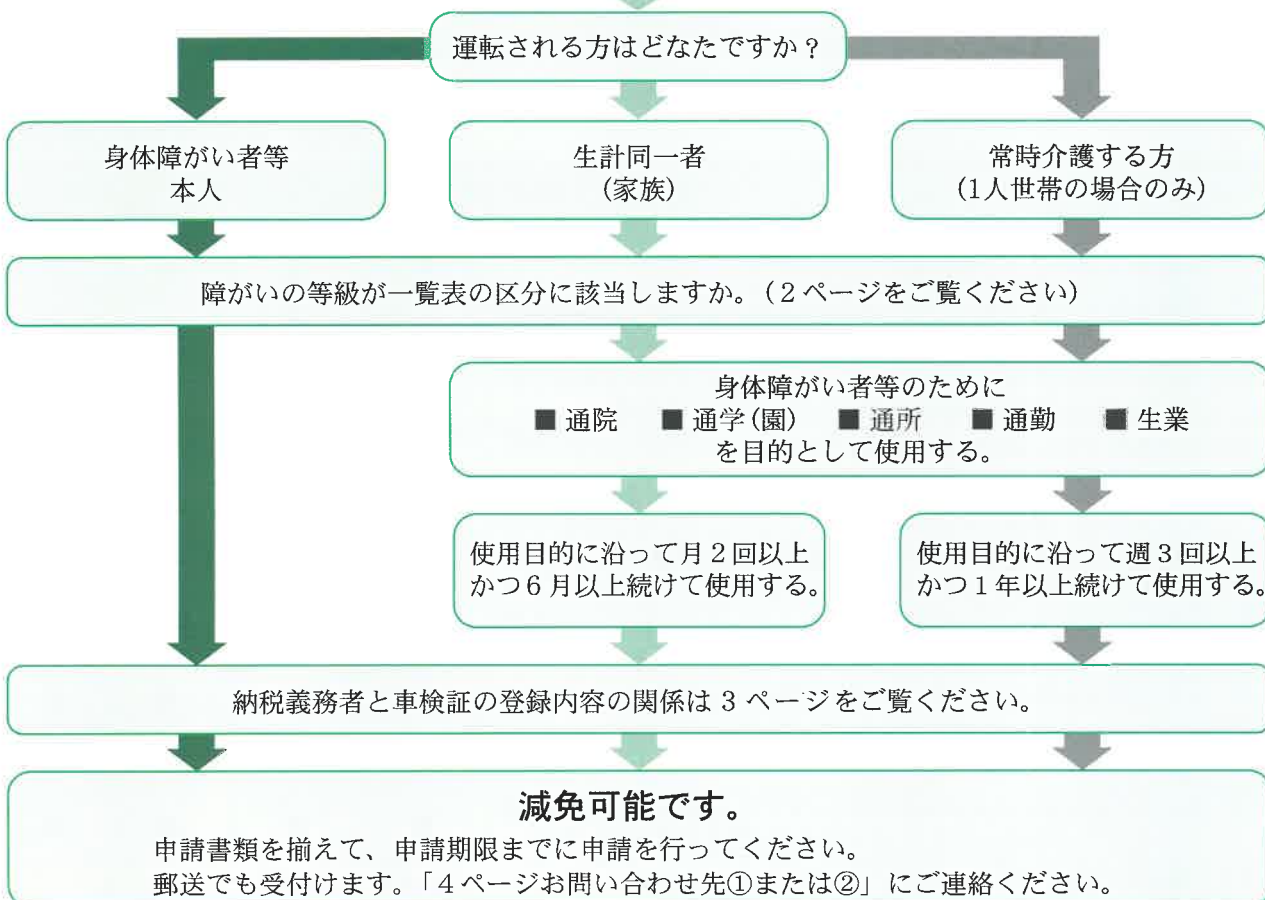 運転される方はどなたですか？
身体障がい者等
本人
生計同一者
(家族)
常時介護する方
(1人世帯の場合のみ)
障がいの等級が一覧表の区分に該当しますか。(２ページをご覧ください)
身体障がい者等のために
■ 通院 ■ 通学(園) ■ 通所 ■ 通勤 ■ 生業
を目的として使用する。
使用目的に沿って月２回以上
かつ６月以上続けて使用する。
使用目的に沿って週３回以上
かつ１年以上続けて使用する。
納税義務者と車検証の登録内容の関係は 3 ページをご覧ください。
減免可能です。
申請書類を揃えて、申請期限までに申請を行ってください。
郵送でも受付けます。「４ページお問い合わせ先①または②」にご連絡ください。